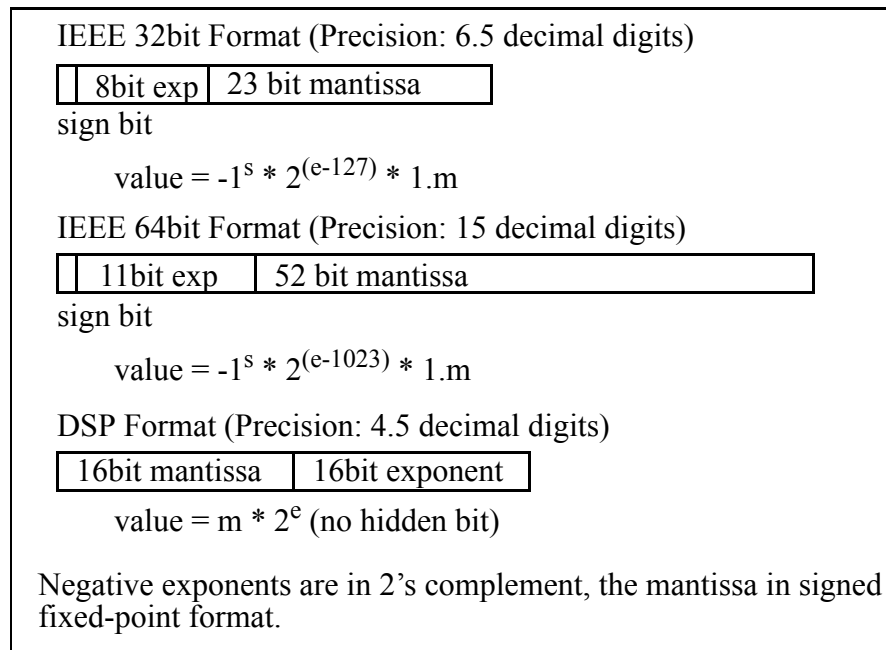 IEEE 32bit Format (Precision: 6.5 decimal digits)
8bit exp 23 bit mantissa
sign bit
value = -1^s * 2^(e-127) * 1.m
IEEE 64bit Format (Precision: 15 decimal digits)
11bit exp 52 bit mantissa
sign bit
value = -1^s * 2^(e-1023) * 1.m
DSP Format (Precision: 4.5 decimal digits)
16bit mantissa 16bit exponent
value = m * 2^e (no hidden bit)
Negative exponents are in 2’s complement, the mantissa in signed
fixed-point format.